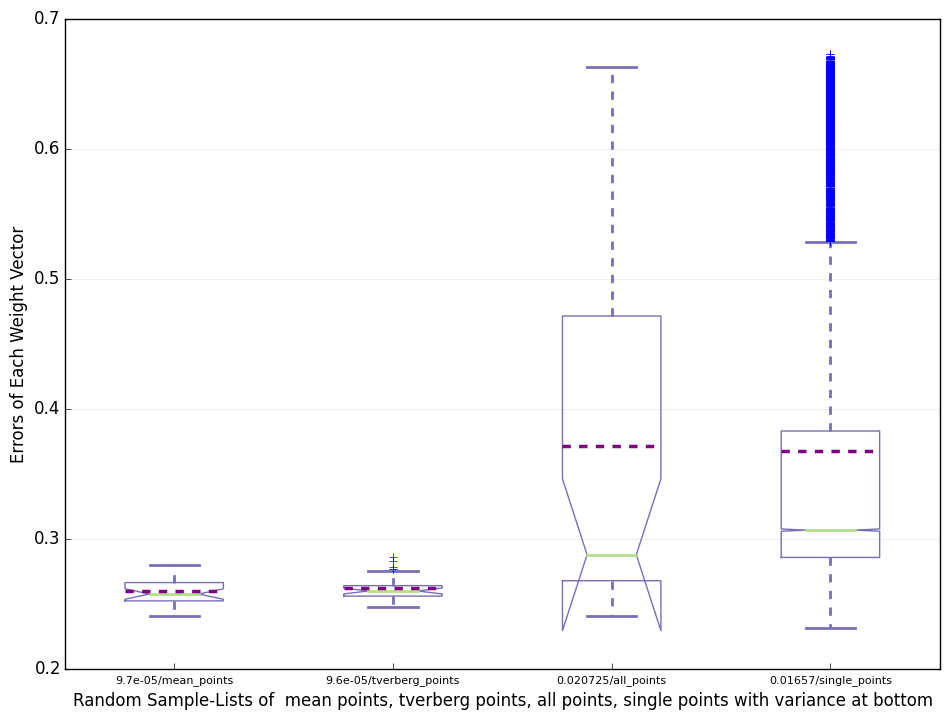 0.7
0.6
0.5
0.4
0.3
0.2
Errors of Each Weight Vector
9.7e-05/mean_points 9.6e-05/tverberg_points 0.020725/all_points 0.01657/single_points
Random Sample-Lists of  mean points, tverberg points, all points, single points with variance at bottom